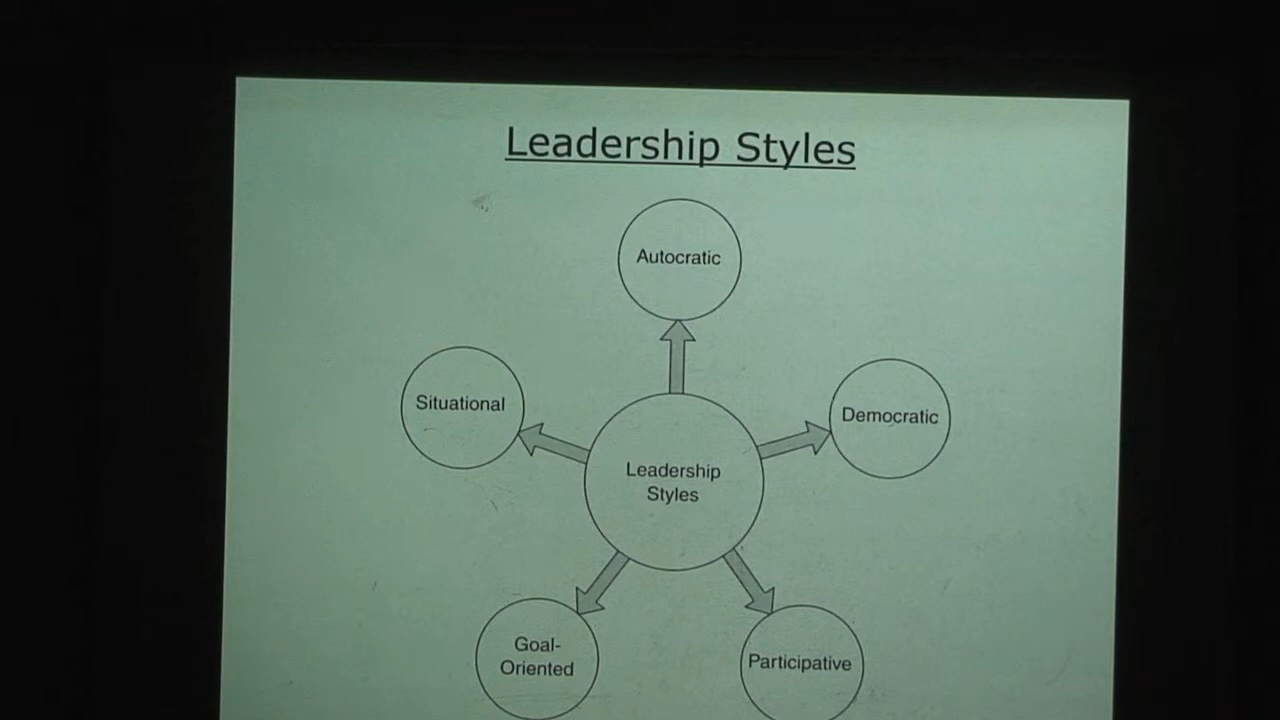 Leadership Styles
Autocratic
Situational
Democratic
Leadership
Styles
Goal-
Oriented
Participative